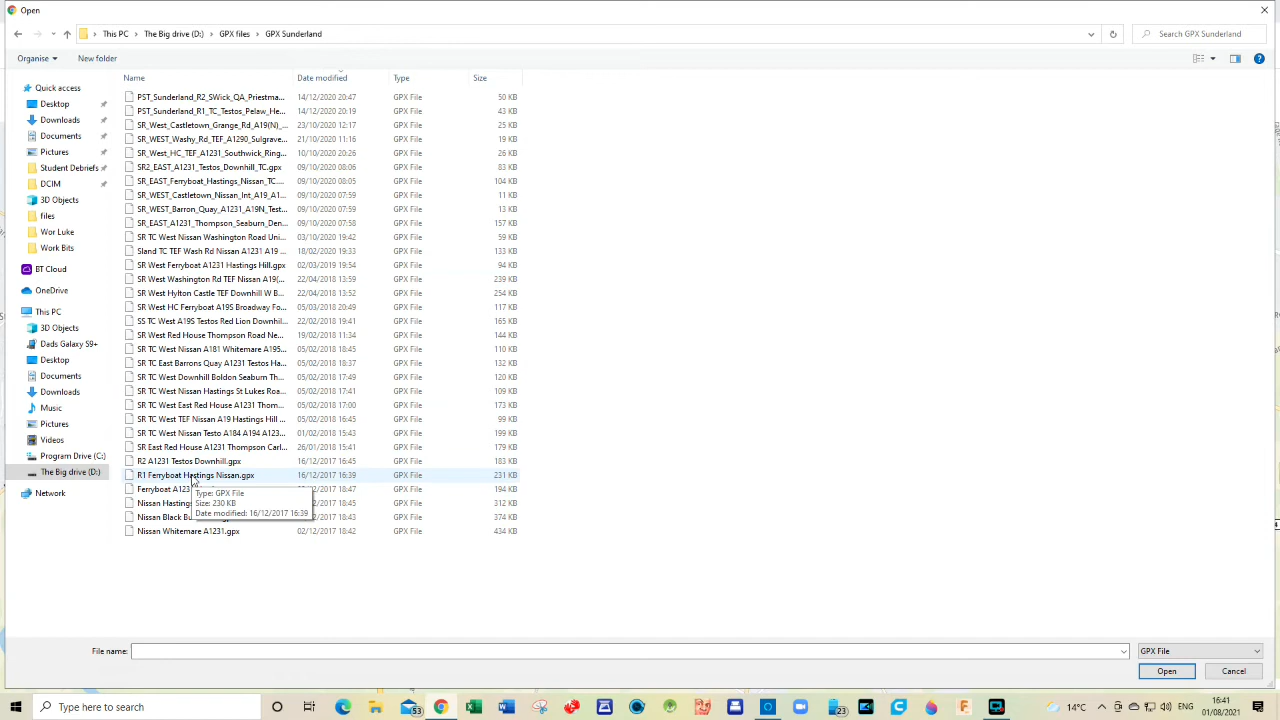 Open
This PC > The Big drive (D:) > GPX files > GPX Sunderland
Search GPX Sunderland
Organise
New folder
Name Date modified Type Size
Quick access
Desktop
Downloads
Documents
Pictures
Student Debriefs
DCIM
3D Objects
files
Wor Luke
Work Bits
BT Cloud
OneDrive
This PC
3D Objects
Dads Galaxy S9+
Desktop
Documents
Downloads
Music
Pictures
Videos
Program Drive (C:)
The Big drive (D:)
Network
PST_Sunderland_R2_SWick_QA_Priestma... 14/12/2020 20:47 GPX File 50 KB
PST_Sunderland_R1_TC_Testos_Pelaw_He... 14/12/2020 20:19 GPX File 43 KB
SR_West_Castletown_Grange_Rd_A19(N)_... 23/10/2020 12:17 GPX File 25 KB
SR_WEST_Washy_Rd_TEF_A1290_Sulgrave... 21/10/2020 11:16 GPX File 19 KB
SR_West_HC_TEF_A1231_Southwick_Ring... 10/10/2020 20:26 GPX File 26 KB
SR2_EAST_A1231_Testos_Downhill_TC.gpx 09/10/2020 08:06 GPX File 83 KB
SR_EAST_Ferryboat_Hastings_Nissan_TC.... 09/10/2020 08:05 GPX File 104 KB
SR_WEST_Castletown_Nissan_Int_A19_A1... 09/10/2020 07:59 GPX File 11 KB
SR_WEST_Barron_Quay_A1231_A19N_Test... 09/10/2020 07:59 GPX File 13 KB
SR_EAST_A1231_Thompson_Seaburn_Den... 09/10/2020 07:58 GPX File 157 KB
SR TC West Nissan Washington Road Uni... 03/10/2020 19:42 GPX File 59 KB
Sland TC TEF Wash Rd Nissan A1231 A19 ... 18/02/2020 19:33 GPX File 133 KB
SR West Ferryboat A1231 Hastings Hill.gpx 02/03/2019 19:54 GPX File 94 KB
SR West Washington Rd TEF Nissan A19(... 22/04/2018 13:59 GPX File 239 KB
SR West Hylton Castle TEF Downhill W B... 22/04/2018 13:52 GPX File 254 KB
SR West HC Ferryboat A19S Broadway Fo... 05/03/2018 20:49 GPX File 117 KB
SS TC West A19S Testos Red Lion Downhil... 22/02/2018 19:41 GPX File 165 KB
SR West Red House Thompson Road Ne... 19/02/2018 11:34 GPX File 144 KB
SR TC West Nissan A181 Whitemare A195... 05/02/2018 18:45 GPX File 110 KB
SR TC East Barrons Quay A1231 Testos Ha... 05/02/2018 18:37 GPX File 132 KB
SR TC West Downhill Boldon Seaburn Th... 05/02/2018 17:49 GPX File 120 KB
SR TC West Nissan Hastings St Lukes Roa... 05/02/2018 17:41 GPX File 109 KB
SR TC West East Red House A1231 Thom... 05/02/2018 17:00 GPX File 173 KB
SR TC West TEF Nissan A19 Hastings Hill ... 05/02/2018 16:45 GPX File 99 KB
SR TC West Nissan Testo A184 A194 A123... 01/02/2018 15:43 GPX File 199 KB
SR East Red House A1231 Thompson Carl... 26/01/2018 15:41 GPX File 179 KB
R2 A1231 Testos Downhill.gpx 16/12/2017 16:45 GPX File 183 KB
R1 Ferryboat Hastings Nissan.gpx 16/12/2017 16:39 GPX File 231 KB
Ferryboat 18:47 GPX File 194 KB
Nissan 18:45 GPX File 312 KB
Nissan Black 18:43 GPX File 374 KB
Nissan Whitemare A1231.gpx 02/12/2017 18:42 GPX File 434 KB
Type: GPX File
Size: 230 KB
Date modified: 16/12/2017 16:39
File name:
GPX File
Open
Cancel
Type here to search
53
23
14°C
16:41
01/08/2021